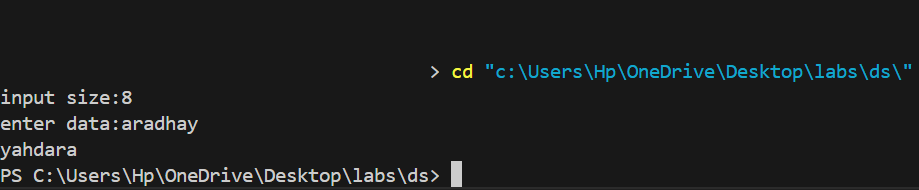 > cd "c:\Users\Hp\OneDrive\Desktop\labs\ds\"
input size:8
enter data:aradhay
yahdara
PS C:\Users\Hp\OneDrive\Desktop\labs\ds>